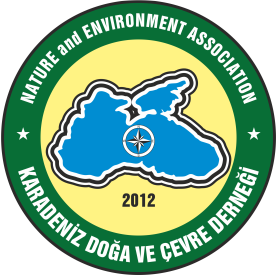 NATURE and ENVIRONMENT ASSOCIATION
2012
KARADENİZ DOĞA VE ÇEVRE DERNEĞİ